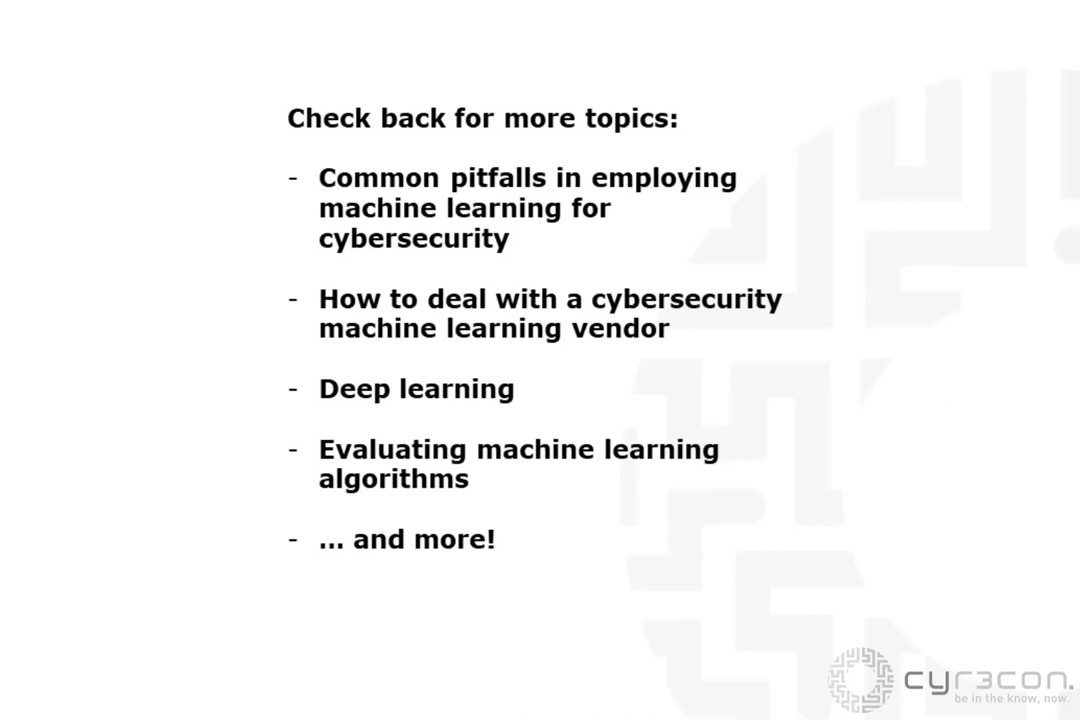 Check back for more topics:
- Common pitfalls in employing
machine learning for
cybersecurity
- How to deal with a cybersecurity
machine learning vendor
- Deep learning
- Evaluating machine learning
algorithms
- ... and more!
cyr3con.
be in the know, now.